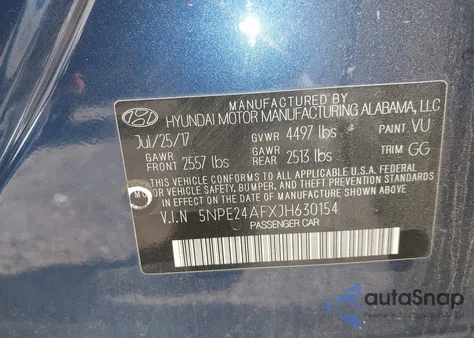 MANUFACTURED BY
HYUNDAI MOTOR MANUFACTURING ALABAMA, LLC
Jul/25/17 GVWR 4497 lbs PAINT VU
GAWR FRONT 2557 lbs GAWR REAR 2513 lbs TRIM GG
THIS VEHICLE CONFORMS TO ALL APPLICABLE U.S. FEDERAL
SAFETY, BUMPER, AND THEFT PREVENTION STANDARDS
IN EFFECT ON THE DATE OF MANUFACTURE SHOWN ABOVE.
V.I.N 5NPE24AFXJH630154
PASSENGER CAR
autoSnap